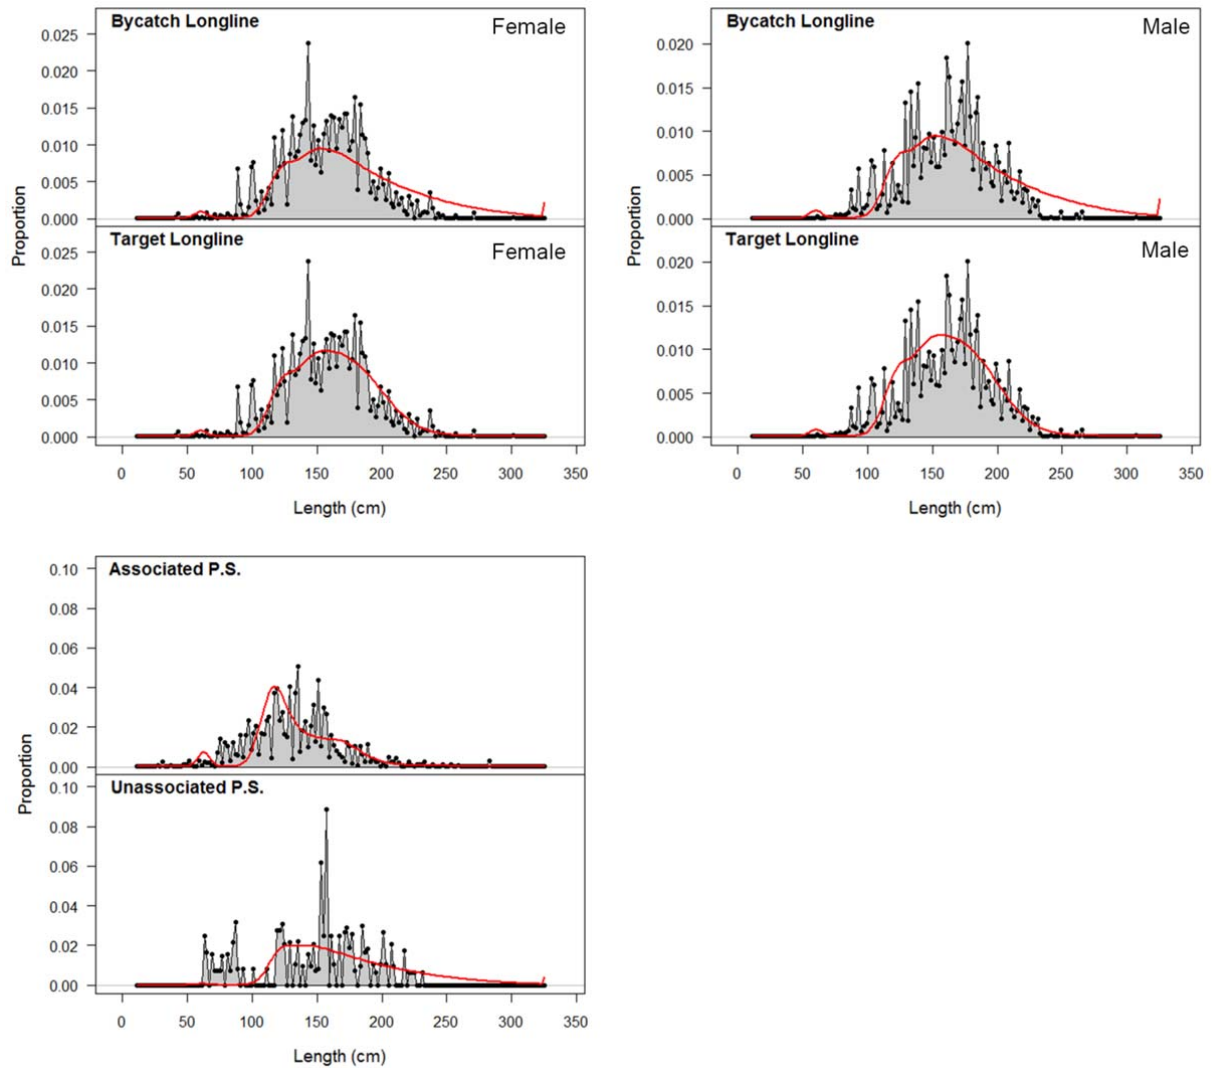 Bycatch Longline
Female
0.025
0.020
0.015
0.010
0.005
0.000
Target Longline
Female
0.025
0.020
0.015
0.010
0.005
0.000
Proportion
0 50 100 150 200 250 300 350
Length (cm)
Bycatch Longline
Male
0.020
0.015
0.010
0.005
0.000
Target Longline
Male
0.020
0.015
0.010
0.005
0.000
Proportion
0 50 100 150 200 250 300 350
Length (cm)
Associated P.S.
0.10
0.08
0.06
0.04
0.02
0.00
Unassociated P.S.
0.10
0.08
0.06
0.04
0.02
0.00
Proportion
0 50 100 150 200 250 300 350
Length (cm)